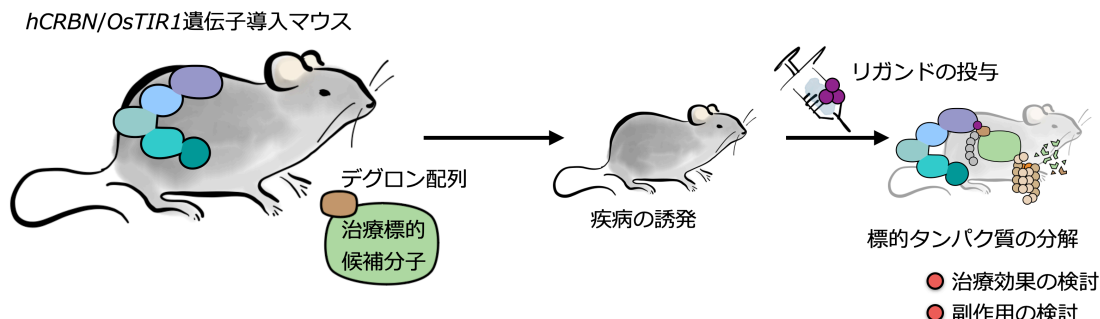 hCRBN/OsTIR1遺伝子導入マウス
デグロン配列
治療標的
候補分子
疾病の誘発
リガンドの投与
標的タンパク質の分解
治療効果の検討
副作用の検討